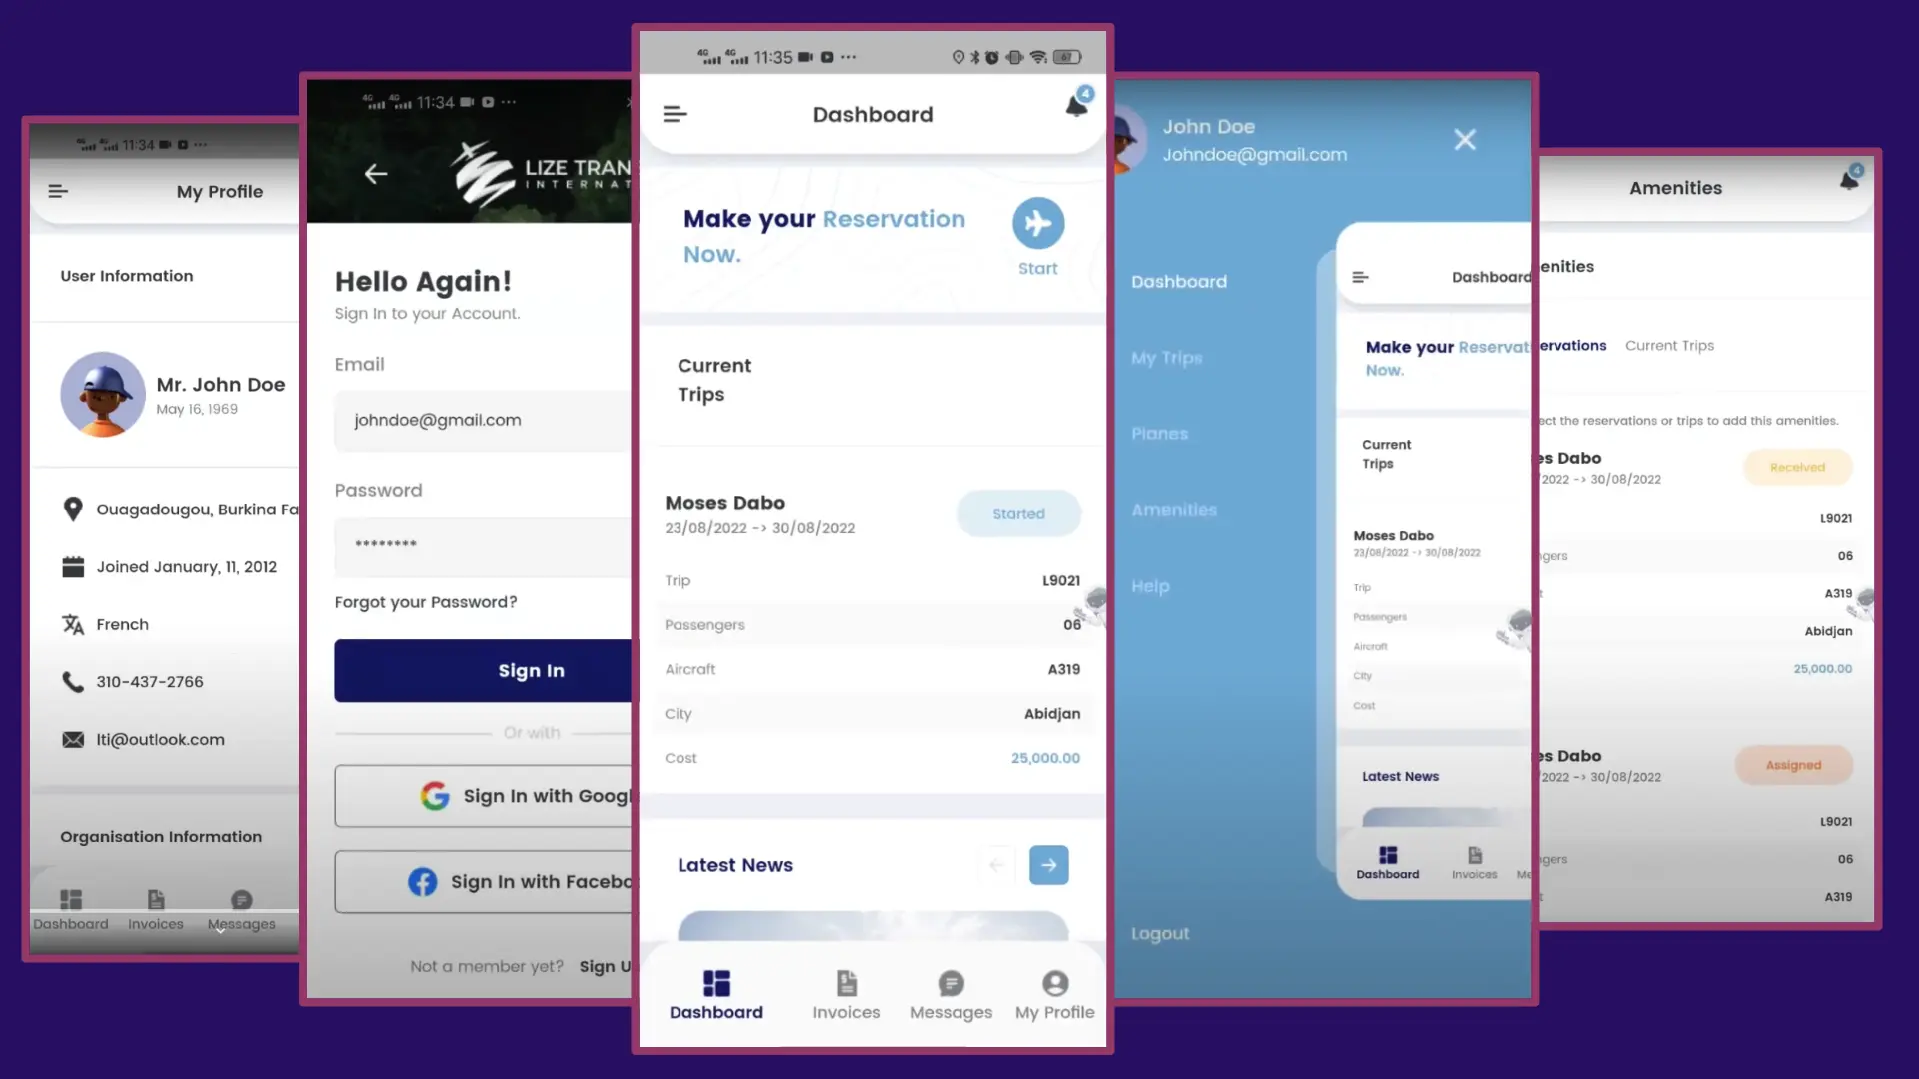 11:34
My Profile
User Information
Mr. John Doe
May 16, 1969
Ouagadougou, Burkina Fa
Joined January, 11, 2012
French
310-437-2766
lti@outlook.com
Organisation Information
Dashboard
Invoices
Messages
4G 4G 11:34
LIZE TRAN
INTERNAT
Hello Again!
Sign In to your Account.
Email
johndoe@gmail.com
Password
********
Forgot your Password?
Sign In
Or with
Sign In with Googl
Sign In with Facebo
Not a member yet? Sign U
4G 4G 11:35
67
Dashboard
4
Make your Reservation
Now.
Start
Current
Trips
Moses Dabo
23/08/2022 -> 30/08/2022
Started
Trip
L9021
Passengers
06
Aircraft
A319
City
Abidjan
Cost
25,000.00
Latest News
Dashboard
Invoices
Messages
My Profile
John Doe
Johndoe@gmail.com
Dashboard
My Trips
Planes
Amenities
Help
Logout
Dashboard
Make your Reservat
Now.
Current
Trips
Moses Dabo
23/08/2022 -> 30/08/2022
Trip
Passengers
Aircraft
City
Cost
Latest News
Dashboard
Invoices
Me
Amenities
4
enities
ervations
Current Trips
ect the reservations or trips to add this amenities.
es Dabo
/2022 -> 30/08/2022
Received
L9021
ngers
06
t
A319
Abidjan
25,000.00
es Dabo
/2022 -> 30/08/2022
Assigned
L9021
ngers
06
t
A319